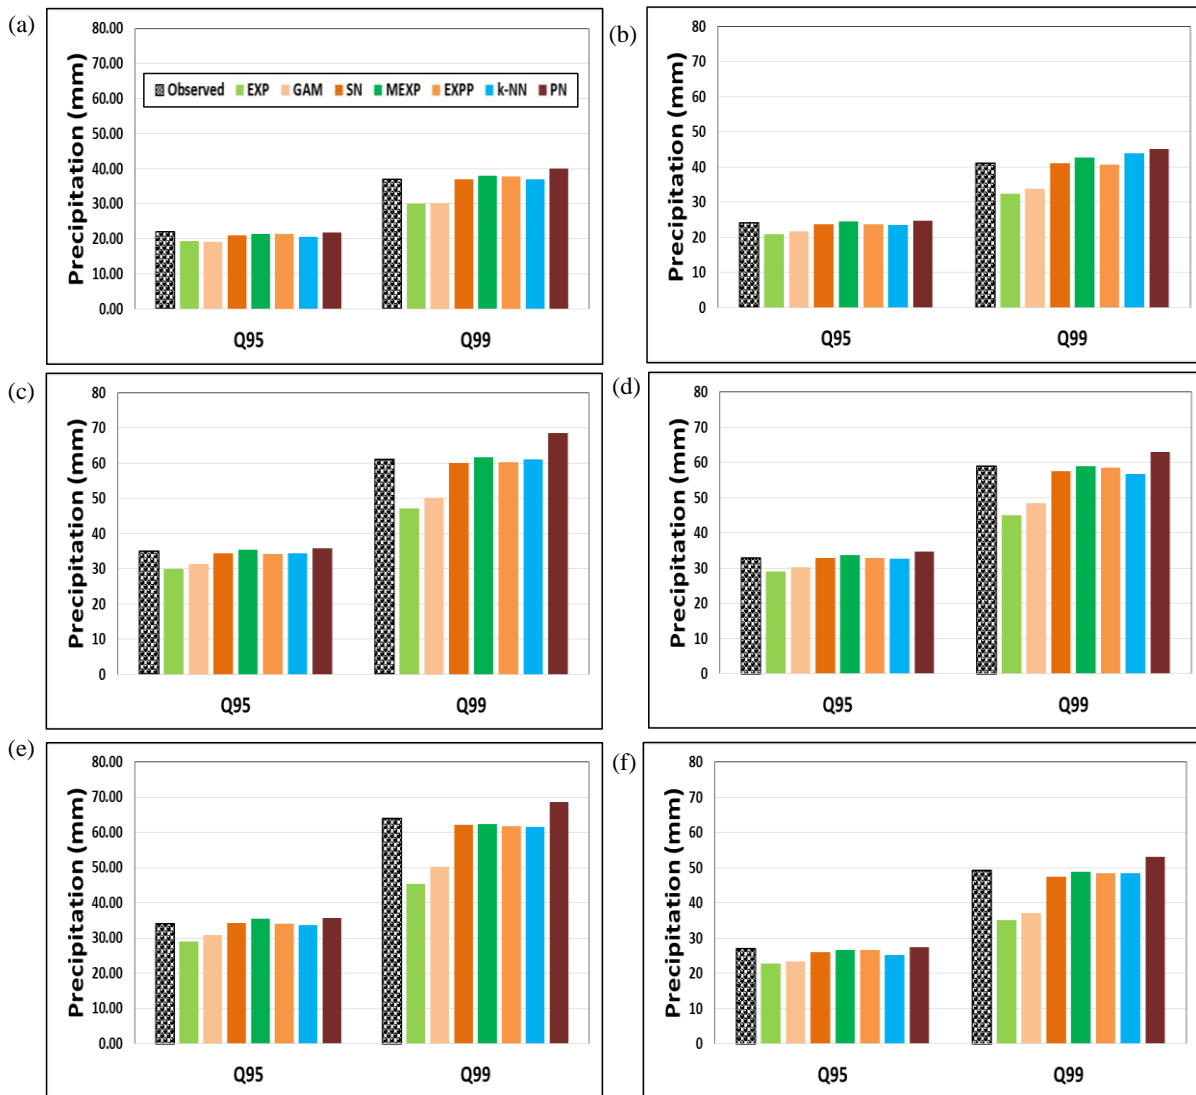 (a)
Precipitation (mm)
80.00
70.00
60.00
50.00
40.00
30.00
20.00
10.00
0.00
Observed EXP GAM SN MEXP EXPP k-NN PN
Q95 Q99
(b)
Precipitation (mm)
80
70
60
50
40
30
20
10
0
Q95 Q99
(c)
Precipitation (mm)
80
70
60
50
40
30
20
10
0
Q95 Q99
(d)
Precipitation (mm)
80
70
60
50
40
30
20
10
0
Q95 Q99
(e)
Precipitation (mm)
80.00
70.00
60.00
50.00
40.00
30.00
20.00
10.00
0.00
Q95 Q99
(f)
Precipitation (mm)
80
70
60
50
40
30
20
10
0
Q95 Q99